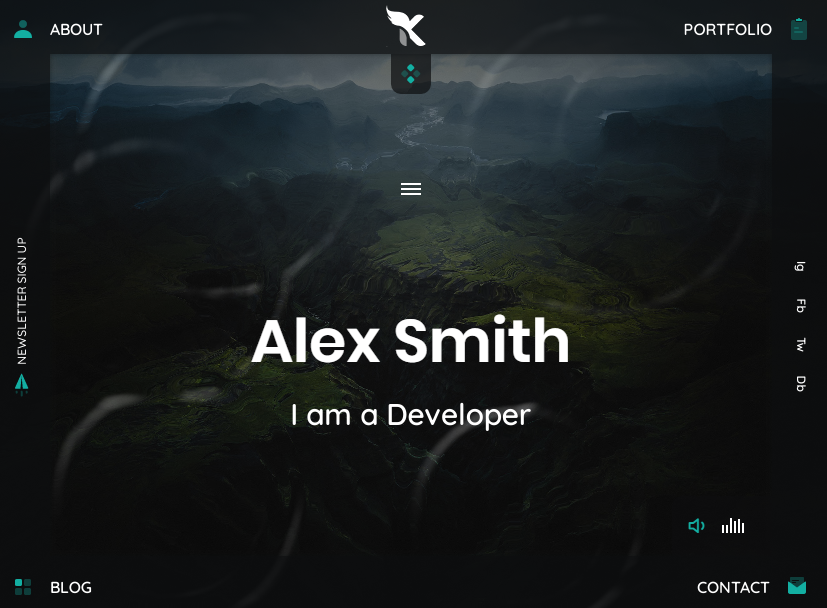 ABOUT
PORTFOLIO
NEWSLETTER SIGN UP
Ig
Fb
Tw
Db
Alex Smith
I am a Developer
BLOG
CONTACT